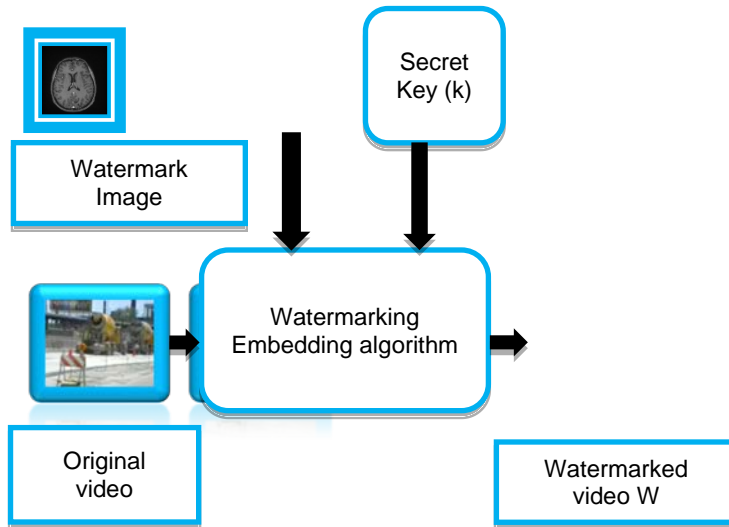 Secret
Key (k)
Watermark
Image
Watermarking
Embedding algorithm
Original
video
Watermarked
video W